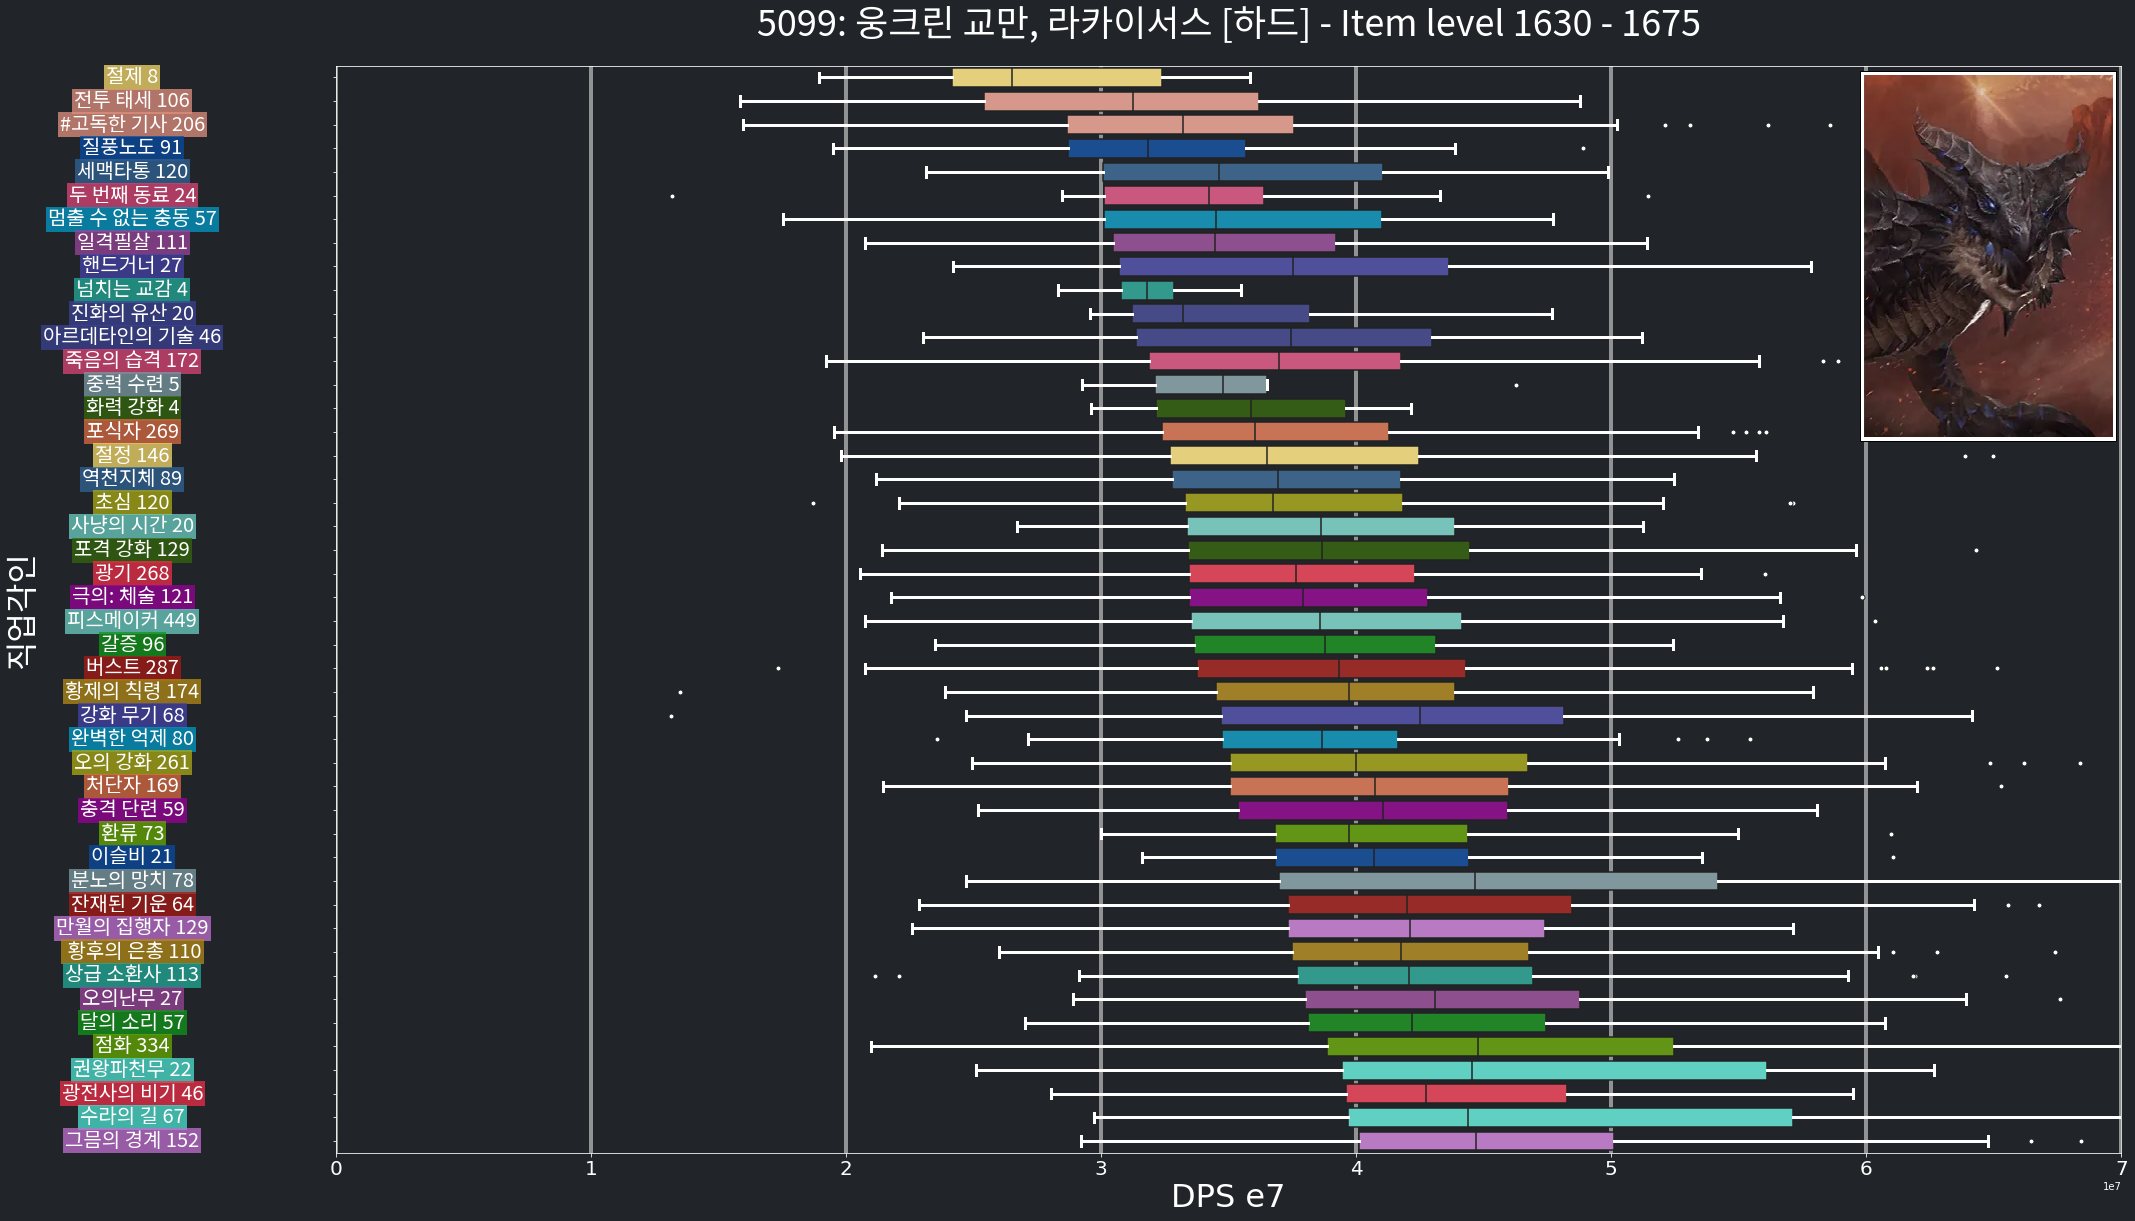 5099: 웅크린 교만, 라카이서스 [하드] - Item level 1630 - 1675
직업각인
절제 8
전투 태세 106
#고독한 기사 206
질풍노도 91
세맥타통 120
두 번째 동료 24
멈출 수 없는 충동 57
일격필살 111
핸드거너 27
넘치는 교감 4
진화의 유산 20
아르데타인의 기술 46
죽음의 습격 172
중력 수련 5
화력 강화 4
포식자 269
절정 146
역천지체 89
초심 120
사냥의 시간 20
포격 강화 129
광기 268
극의: 체술 121
피스메이커 449
갈증 96
버스트 287
황제의 칙령 174
강화 무기 68
완벽한 억제 80
오의 강화 261
처단자 169
충격 단련 59
환류 73
이슬비 21
분노의 망치 78
잔재된 기운 64
만월의 집행자 129
황후의 은총 110
상급 소환사 113
오의난무 27
달의 소리 57
점화 334
권왕파천무 22
광전사의 비기 46
수라의 길 67
그믐의 경계 152
0 1 2 3 4 5 6 7
1e7
DPS e7